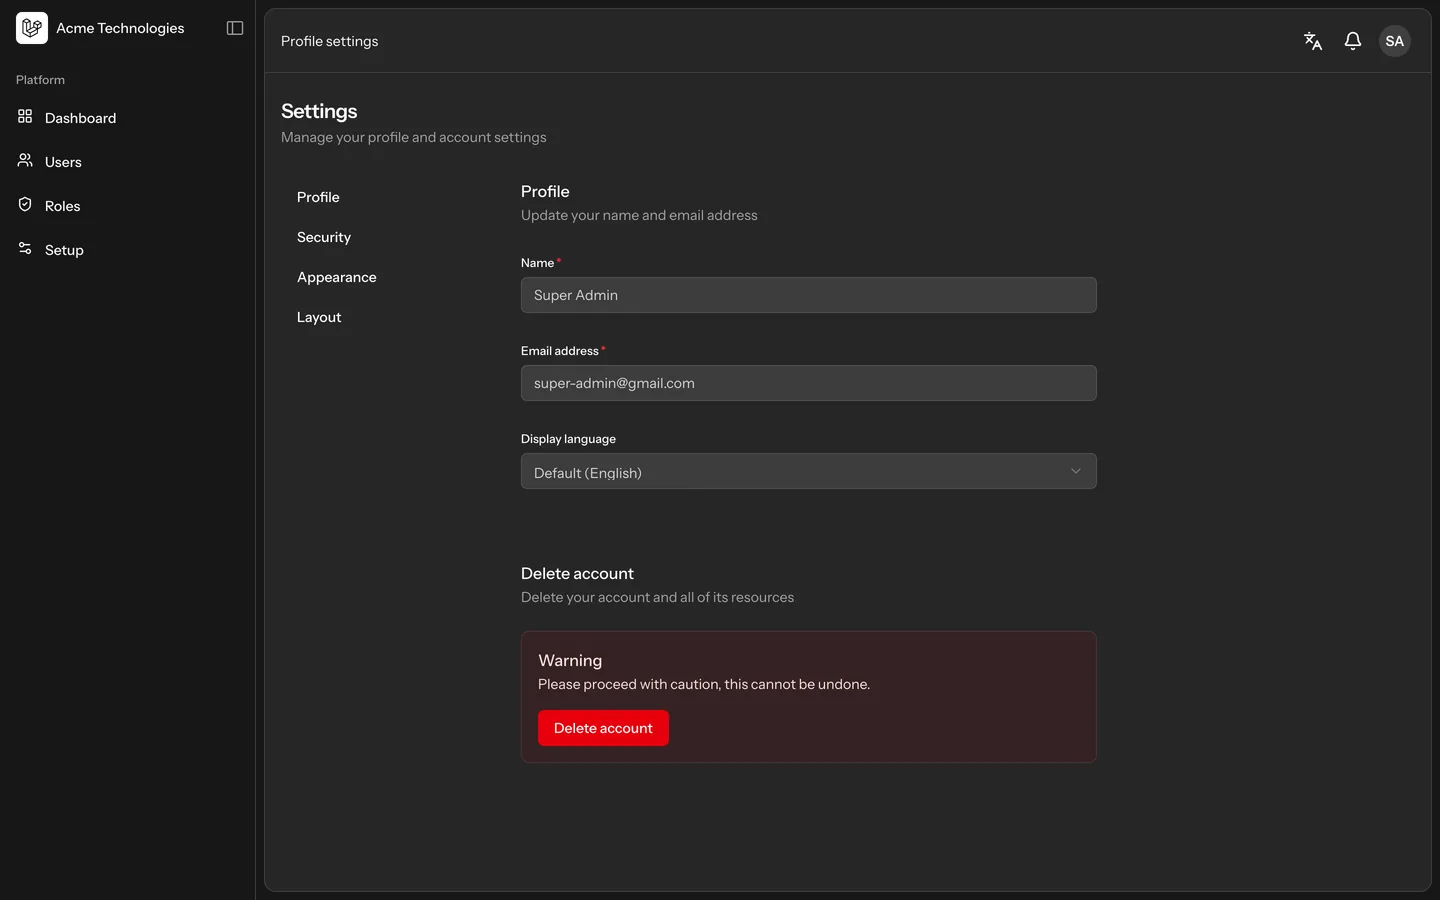 Acme Technologies
Platform
Dashboard
Users
Roles
Setup
Profile settings
SA
Settings
Manage your profile and account settings
Profile
Security
Appearance
Layout
Profile
Update your name and email address
Name*
Super Admin
Email address*
super-admin@gmail.com
Display language
Default (English)
Delete account
Delete your account and all of its resources
Warning
Please proceed with caution, this cannot be undone.
Delete account